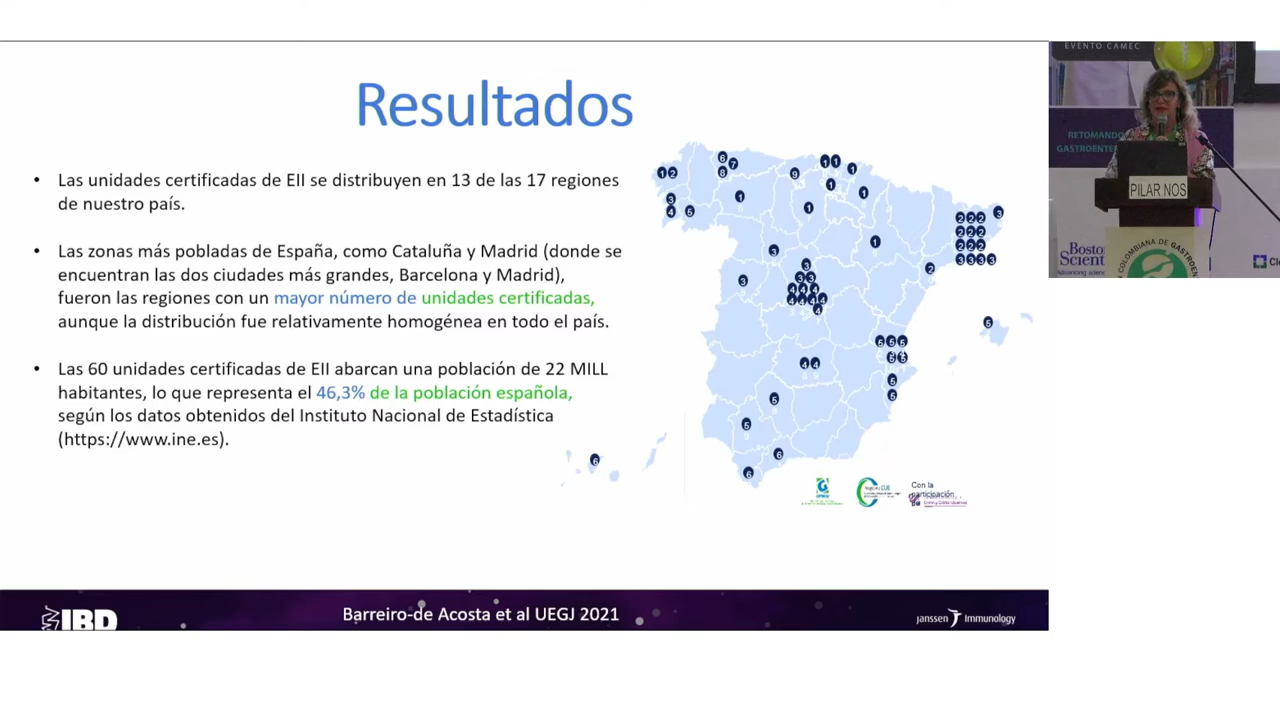 Resultados
• Las unidades certificadas de EII se distribuyen en 13 de las 17 regiones
de nuestro país.
• Las zonas más pobladas de España, como Cataluña y Madrid (donde se
encuentran las dos ciudades más grandes, Barcelona y Madrid),
fueron las regiones con un mayor número de unidades certificadas,
aunque la distribución fue relativamente homogénea en todo el país.
• Las 60 unidades certificadas de EII abarcan una población de 22 MILL
habitantes, lo que representa el 46,3% de la población española,
según los datos obtenidos del Instituto Nacional de Estadística
(https://www.ine.es).
Con la
participación
IBD
Barreiro-de Acosta et al UEGJ 2021
janssen Immunology
EVENTO CAMEC
RETOMANDO
GASTROENTE
PILAR NOS
Bosto
Scient
Advancing scien
COLOMBIANA DE GASTROEN